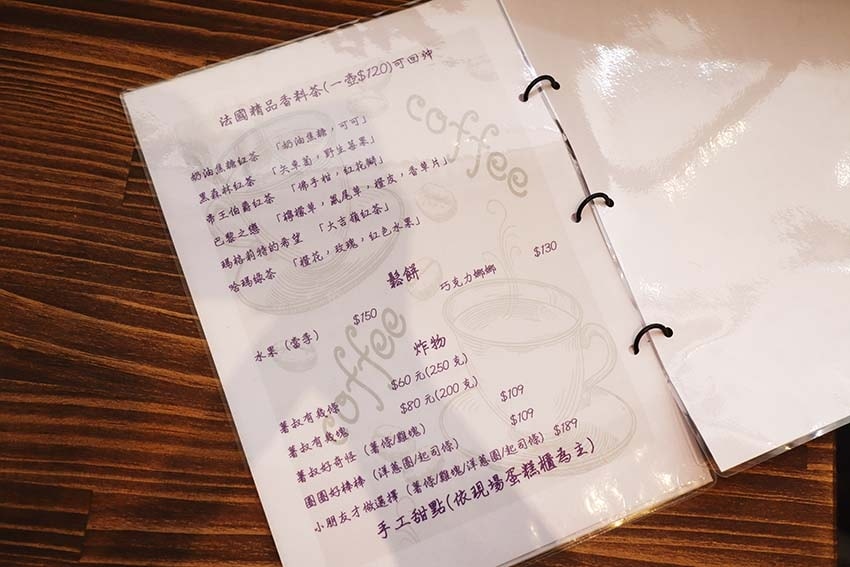 法國精品香料茶(一壺$120)可回沖
奶油焦糖紅茶 「奶油焦糖,可可」
黑森林紅茶 「矢車菊,野生莓果」
帝王伯爵紅茶 「佛手柑,紅花瓣」
巴黎之戀 「檸檬草,鼠尾草,橙皮,香草片」
瑪格莉特的希望 「大吉嶺紅茶」
哈瑪綠茶 「橙花,玫瑰,紅色水果」
鬆餅
水果(當季) $150 巧克力娜娜 $130
炸物
薯叔有幾條 $60元(250克)
薯叔有幾塊 $80元(200克)
薯叔好奇怪 (薯條/雞塊) $109
團團好棒棒 (洋蔥圈/起司條) $109
小朋友才做選擇 (薯條/雞塊/洋蔥圈/起司條) $189
手工甜點(依現場蛋糕櫃為主)
coffee
coffee